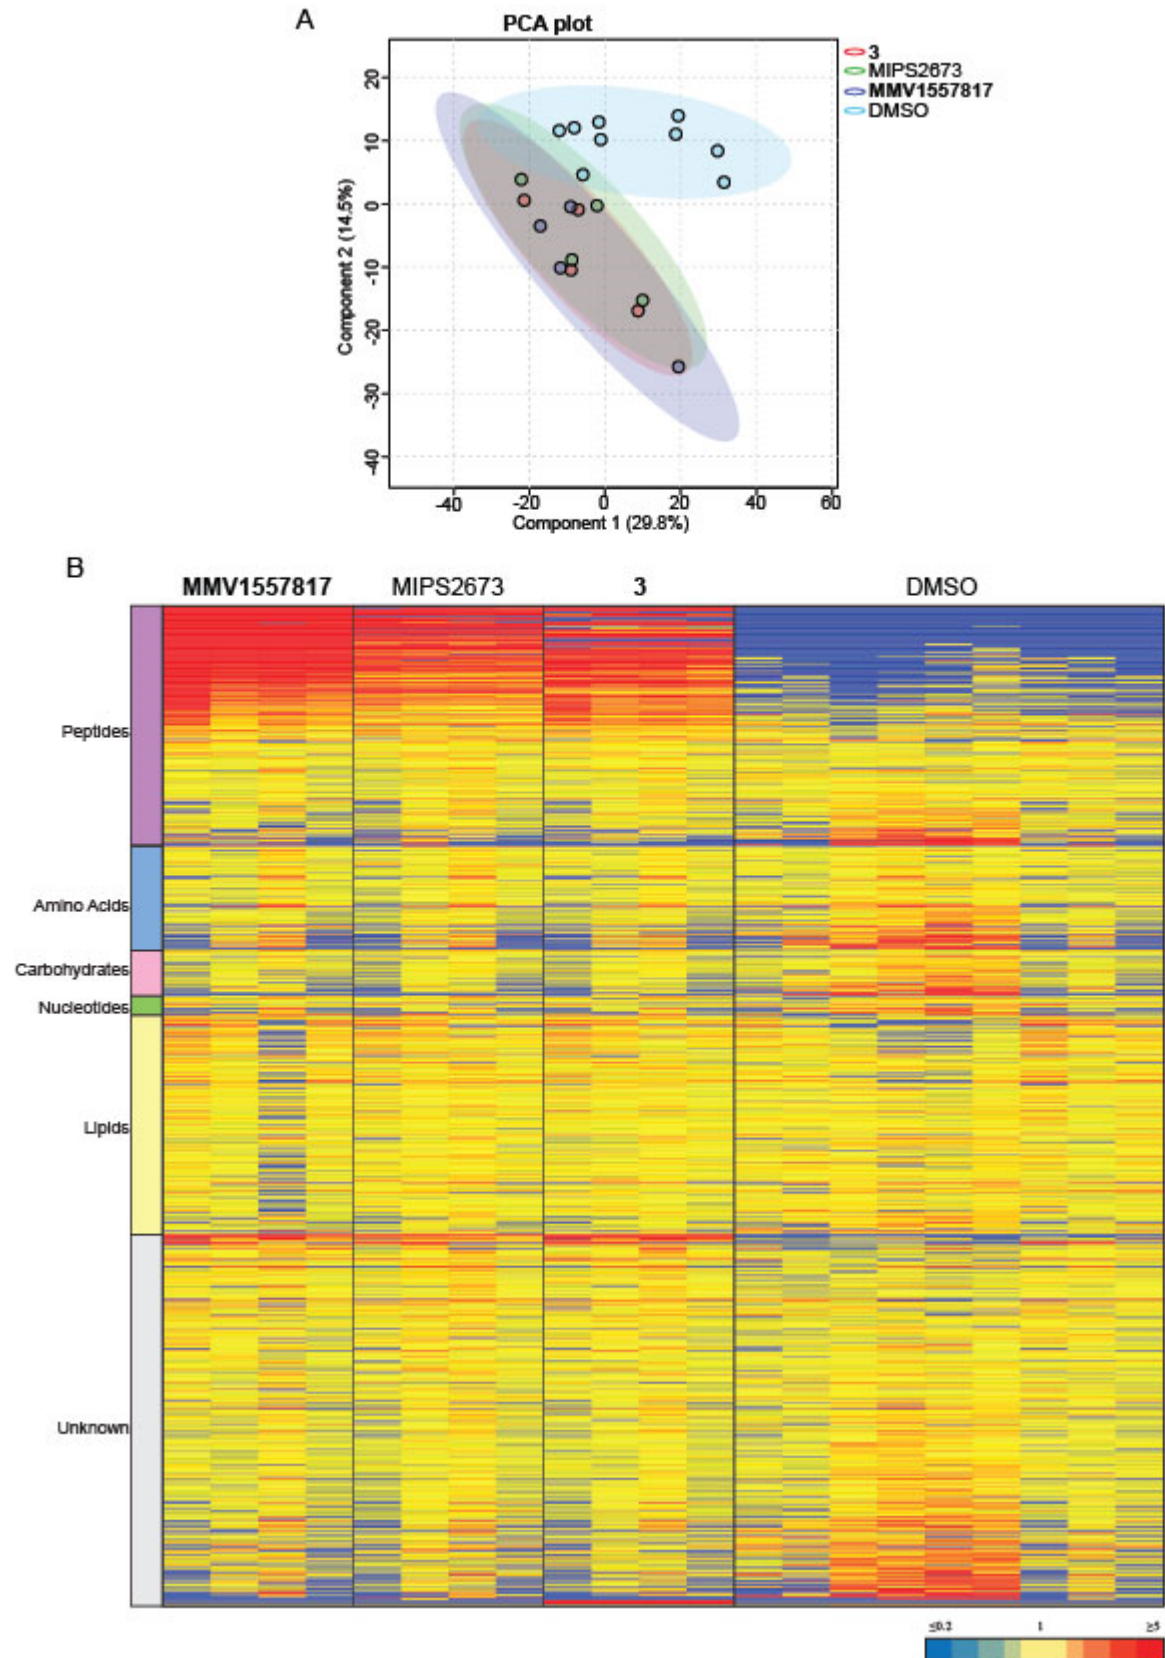 A
PCA plot
3
MIPS2673
MMV1557817
DMSO
20
10
0
-10
-20
-30
-40
Component 2 (14.5%)
-40 -20 0 20 40 60
Component 1 (29.8%)
B
MMV1557817 MIPS2673 3 DMSO
Peptides
Amino Acids
Carbohydrates
Nucleotides
Lipids
Unknown
≤0.2 1 ≥5